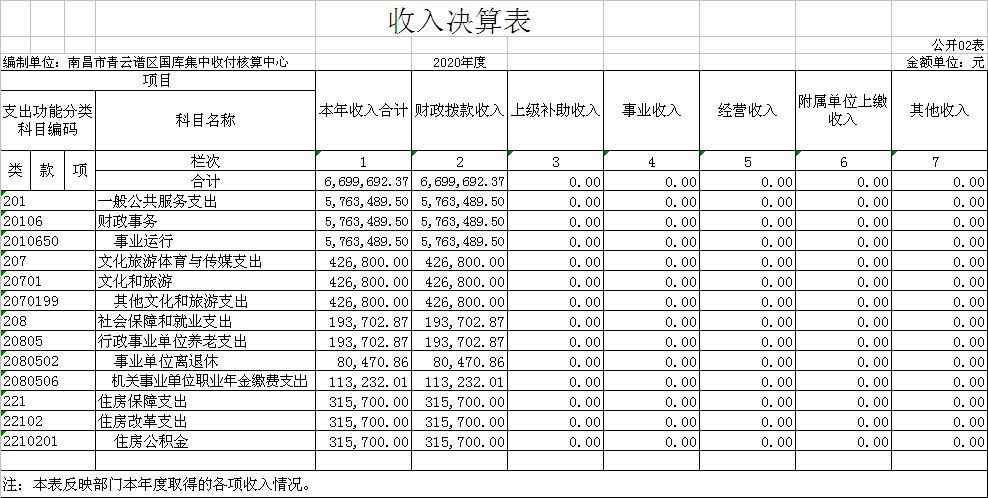 收入决算表
公开02表
编制单位：南昌市青云谱区国库集中收付核算中心 2020年度 金额单位：元
项目 本年收入合计 财政拨款收入 上级补助收入 事业收入 经营收入 附属单位上缴收入 其他收入
支出功能分类科目编码 科目名称
类 款 项 栏次 1 2 3 4 5 6 7
合计 6,699,692.37 6,699,692.37 0.00 0.00 0.00 0.00 0.00
201 一般公共服务支出 5,763,489.50 5,763,489.50 0.00 0.00 0.00 0.00 0.00
20106 财政事务 5,763,489.50 5,763,489.50 0.00 0.00 0.00 0.00 0.00
2010650 事业运行 5,763,489.50 5,763,489.50 0.00 0.00 0.00 0.00 0.00
207 文化旅游体育与传媒支出 426,800.00 426,800.00 0.00 0.00 0.00 0.00 0.00
20701 文化和旅游 426,800.00 426,800.00 0.00 0.00 0.00 0.00 0.00
2070199 其他文化和旅游支出 426,800.00 426,800.00 0.00 0.00 0.00 0.00 0.00
208 社会保障和就业支出 193,702.87 193,702.87 0.00 0.00 0.00 0.00 0.00
20805 行政事业单位养老支出 193,702.87 193,702.87 0.00 0.00 0.00 0.00 0.00
2080502 事业单位离退休 80,470.86 80,470.86 0.00 0.00 0.00 0.00 0.00
2080506 机关事业单位职业年金缴费支出 113,232.01 113,232.01 0.00 0.00 0.00 0.00 0.00
221 住房保障支出 315,700.00 315,700.00 0.00 0.00 0.00 0.00 0.00
22102 住房改革支出 315,700.00 315,700.00 0.00 0.00 0.00 0.00 0.00
2210201 住房公积金 315,700.00 315,700.00 0.00 0.00 0.00 0.00 0.00
注：本表反映部门本年度取得的各项收入情况。